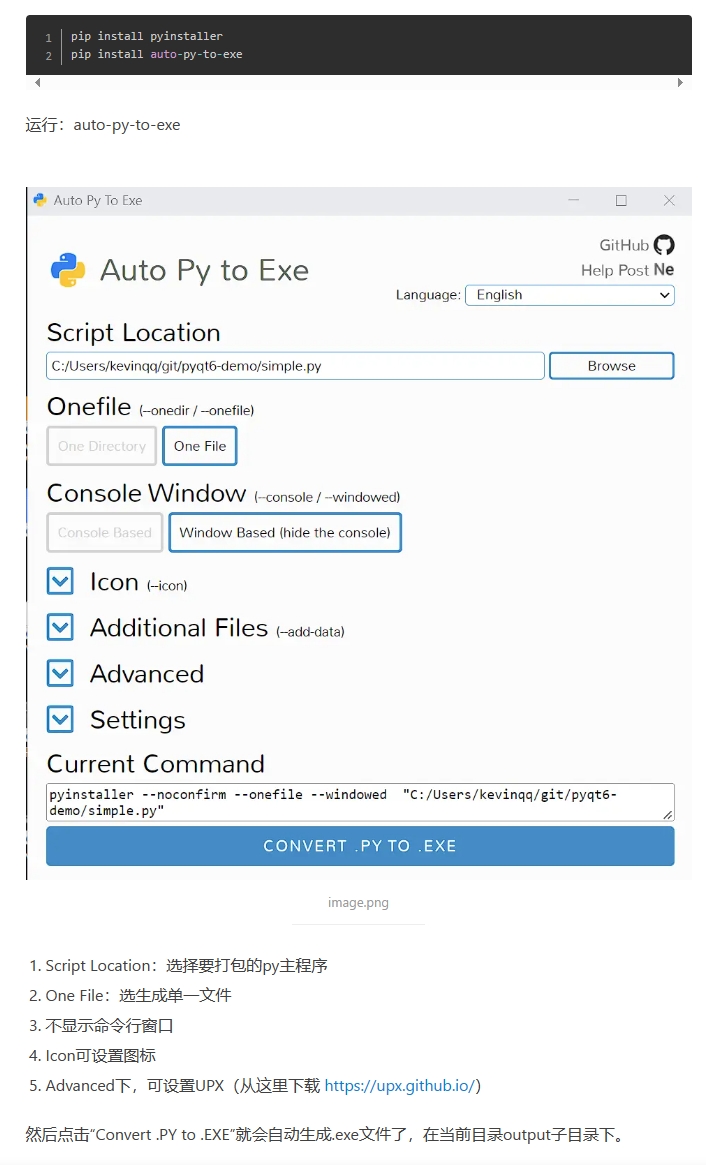 1 pip install pyinstaller
2 pip install auto-py-to-exe
运行：auto-py-to-exe
Auto Py To Exe
GitHub
Auto Py to Exe
Help Post Ne
Language: English
Script Location
C:/Users/kevinqq/git/pyqt6-demo/simple.py Browse
Onefile (--onedir / --onefile)
One Directory One File
Console Window (--console / --windowed)
Console Based Window Based (hide the console)
Icon (--icon)
Additional Files (--add-data)
Advanced
Settings
Current Command
pyinstaller --noconfirm --onefile --windowed "C:/Users/kevinqq/git/pyqt6-
demo/simple.py"
CONVERT .PY TO .EXE
image.png
1. Script Location：选择要打包的py主程序
2. One File：选生成单一文件
3. 不显示命令行窗口
4. Icon可设置图标
5. Advanced下，可设置UPX（从这里下载 https://upx.github.io/）
然后点击“Convert .PY to .EXE”就会自动生成.exe文件了，在当前目录output子目录下。